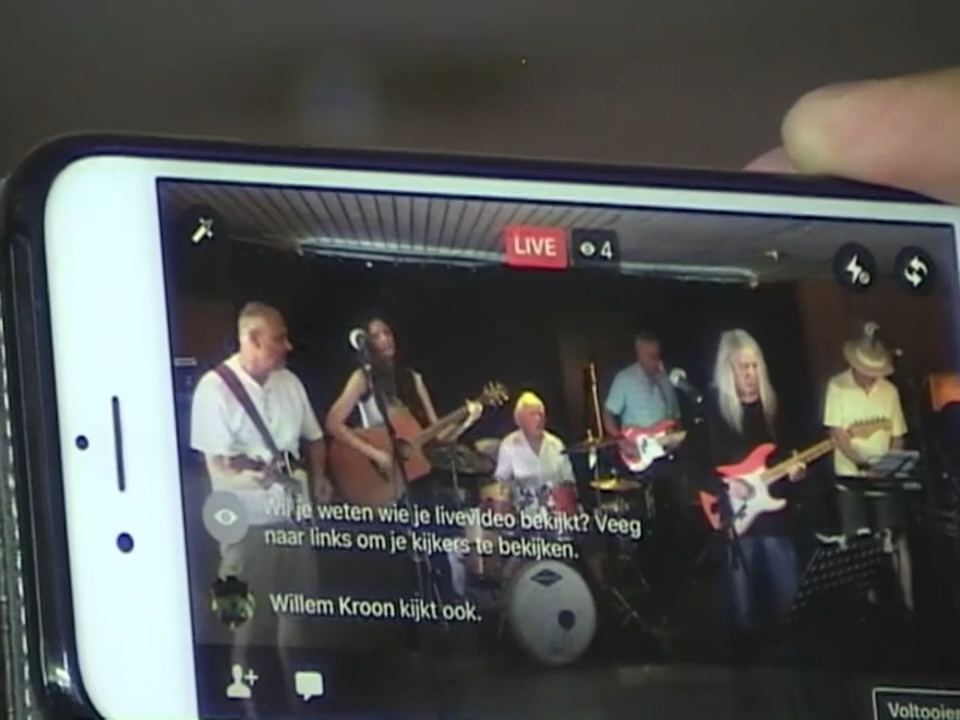 LIVE 4
Wil je weten wie je livevideo bekijkt? Veeg
naar links om je kijkers te bekijken.
Willem Kroon kijkt ook.
Voltooien